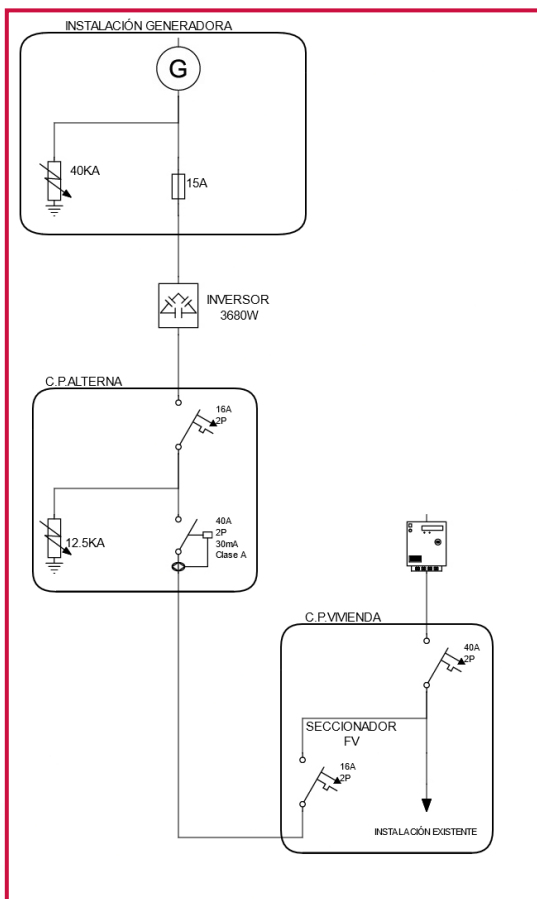 INSTALACIÓN GENERADORA
G
40KA
15A
INVERSOR
3680W
C.P.ALTERNA
16A
2P
12.5KA
40A
2P
30mA
Clase A
C.P.VIVIENDA
40A
2P
SECCIONADOR
FV
16A
2P
INSTALACIÓN EXISTENTE